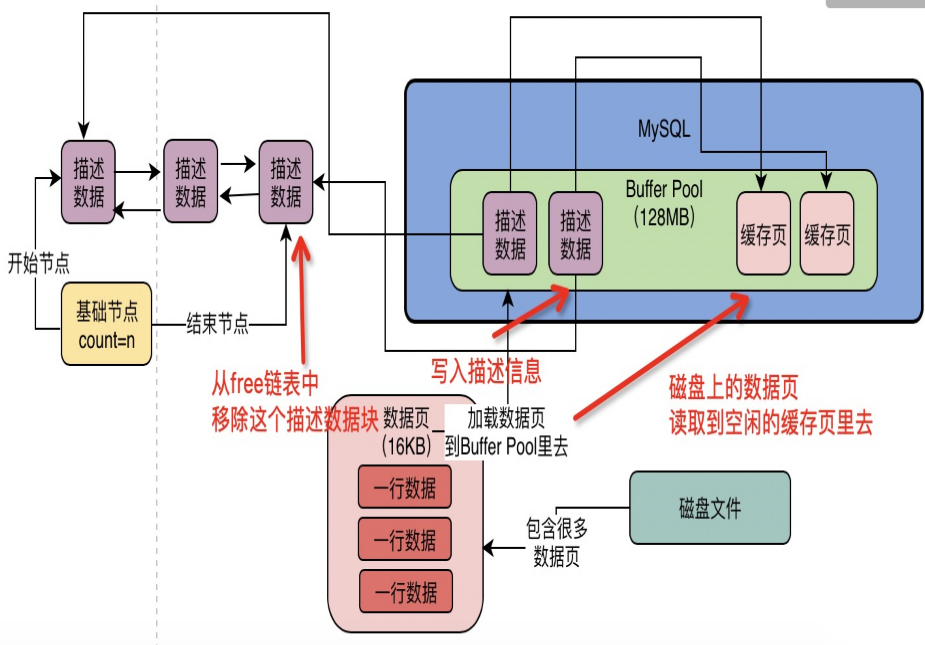 MySQL
Buffer Pool
（128MB）
描述
数据
描述
数据
描述
数据
描述
数据
描述
数据
缓存页
缓存页
开始节点
基础节点
count=n
结束节点
从free链表中
移除这个描述数据块
写入描述信息
磁盘上的数据页
读取到空闲的缓存页里去
数据页
（16KB）
加载数据页
到Buffer Pool里去
一行数据
一行数据
一行数据
包含很多
数据页
磁盘文件